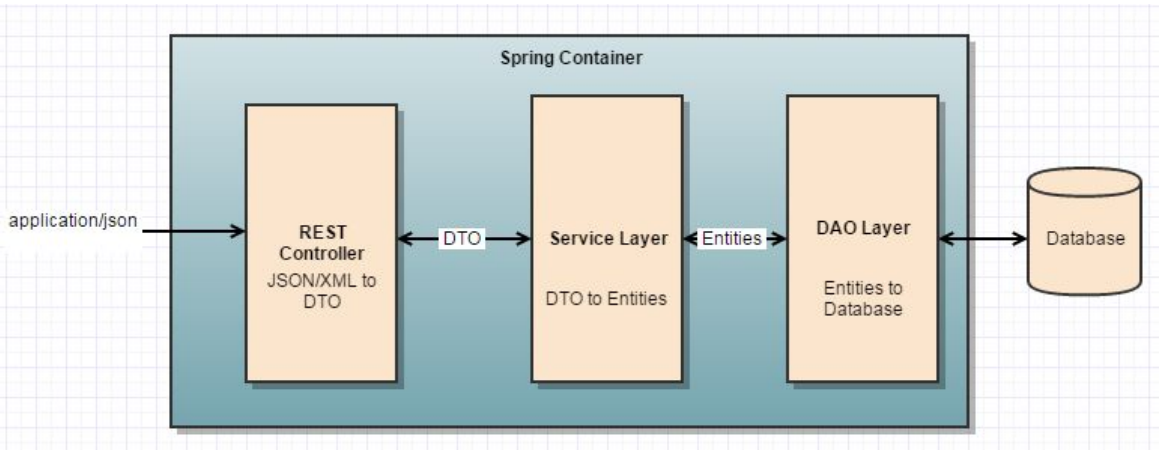 Spring Container
application/json
REST
Controller
JSON/XML to
DTO
DTO
Service Layer
DTO to Entities
Entities
DAO Layer
Entities to
Database
Database